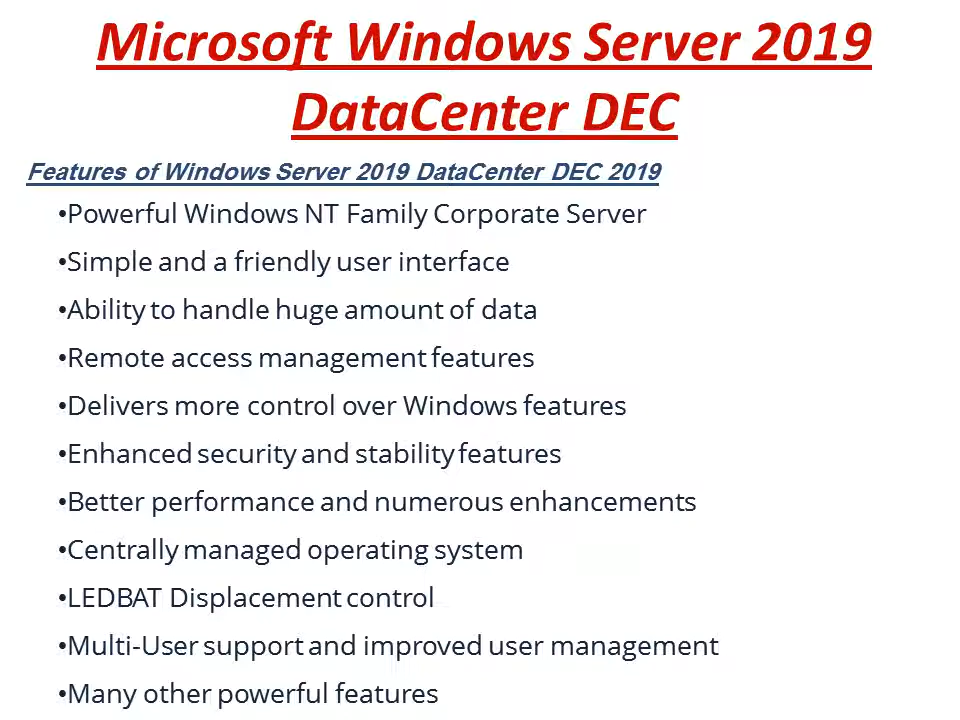 Microsoft Windows Server 2019
DataCenter DEC
Features of Windows Server 2019 DataCenter DEC 2019
•Powerful Windows NT Family Corporate Server
•Simple and a friendly user interface
•Ability to handle huge amount of data
•Remote access management features
•Delivers more control over Windows features
•Enhanced security and stability features
•Better performance and numerous enhancements
•Centrally managed operating system
•LEDBAT Displacement control
•Multi-User support and improved user management
•Many other powerful features